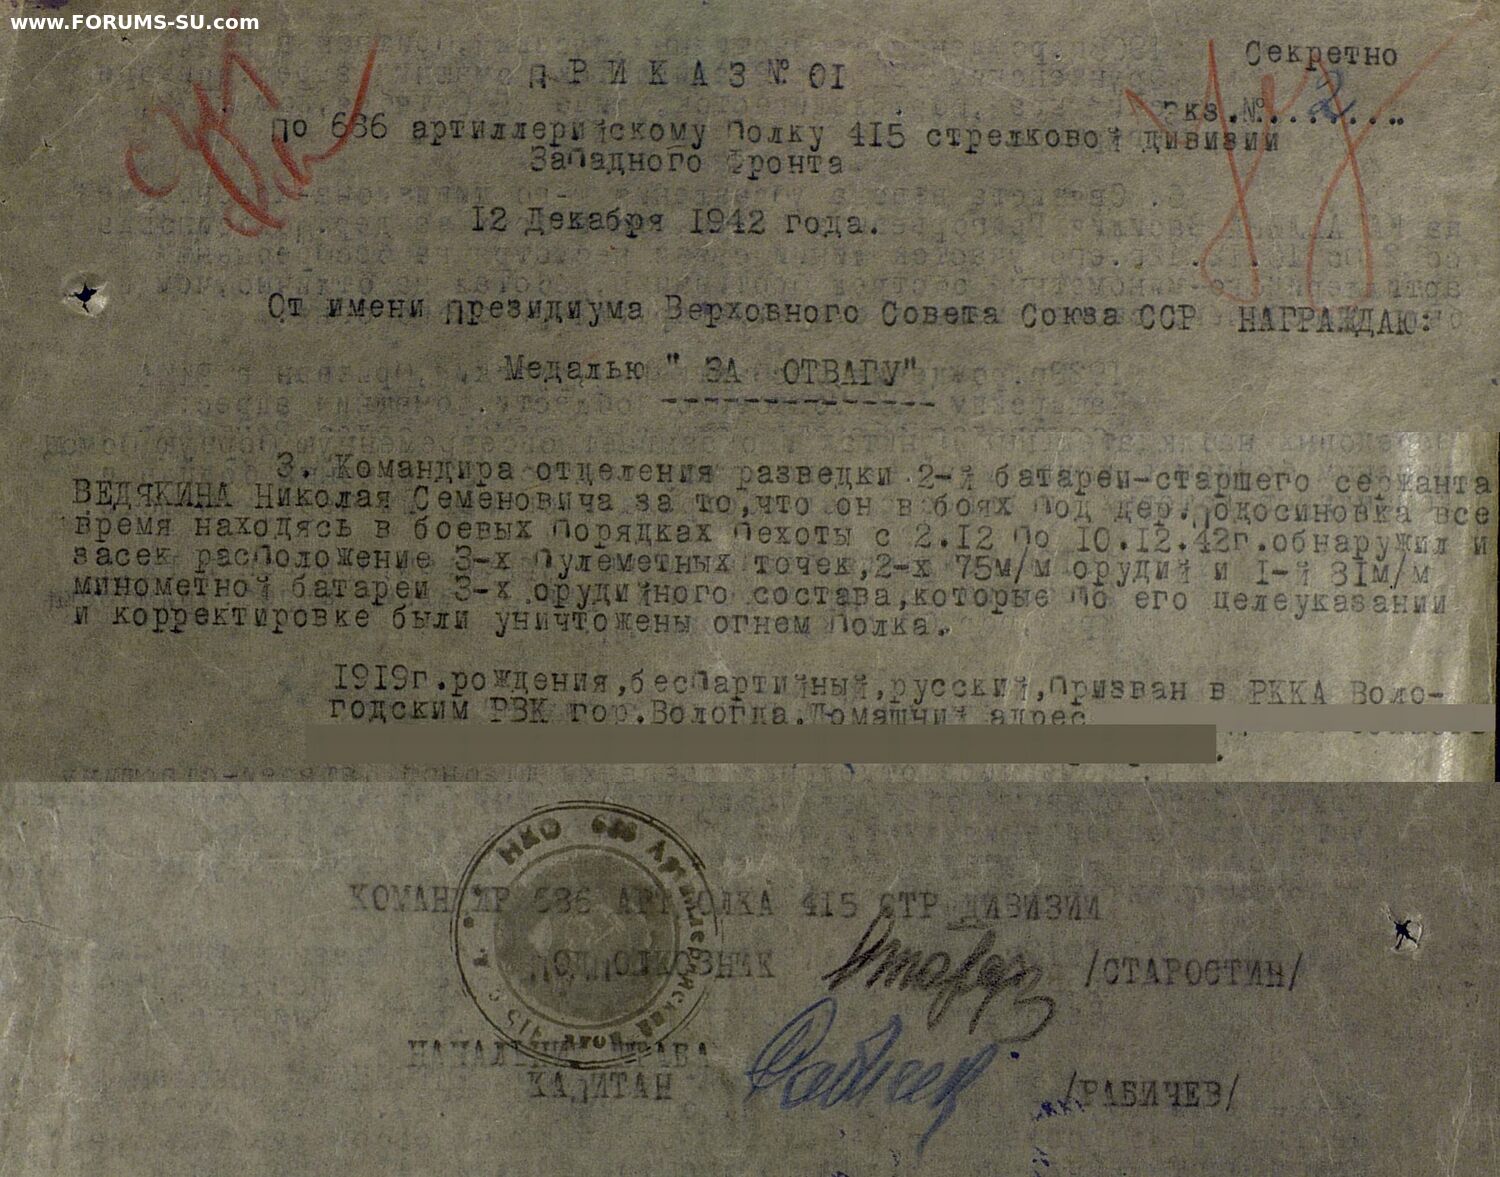 www.FORUMS-SU.com
Секретно
ПРИКАЗ № 01
экз.№....2....
по 686 артиллерийскому полку 415 стрелковой дивизии
Западного Фронта
12 Декабря 1942 года.
От имени президиума Верховного Совета Союза ССР НАГРАЖДАЮ:
Медалью " ЗА ОТВАГУ"
3. Командира отделения разведки 2-й батареи-старшего сержанта
ВЕДЯКИНА Николая Семеновича за то,что он в боях под дер.Подосиновка все
время находясь в боевых порядках пехоты с 2.12 по 10.12.42г.обнаружил и
засек расположение 3-х пулеметных точек,2-х 75м/м орудий и 1-й 81м/м
минометной батареи 3-х орудийного состава,которые по его целеуказании
и корректировке были уничтожены огнем полка.
1919г.рождения,беспартийный,русский,призван в РККА Воло-
годским РВК гор.Вологда.Домашний адрес
НКО 686 Артиллерийский Полк 415 С. Д.
КОМАНДИР 686 АРТПОЛКА 415 СТР ДИВИЗИИ
ПОДПОЛКОВНИК /СТАРОСТИН/
НАЧАЛЬНИК ШТАБА
КАПИТАН /РАБИЧЕВ/